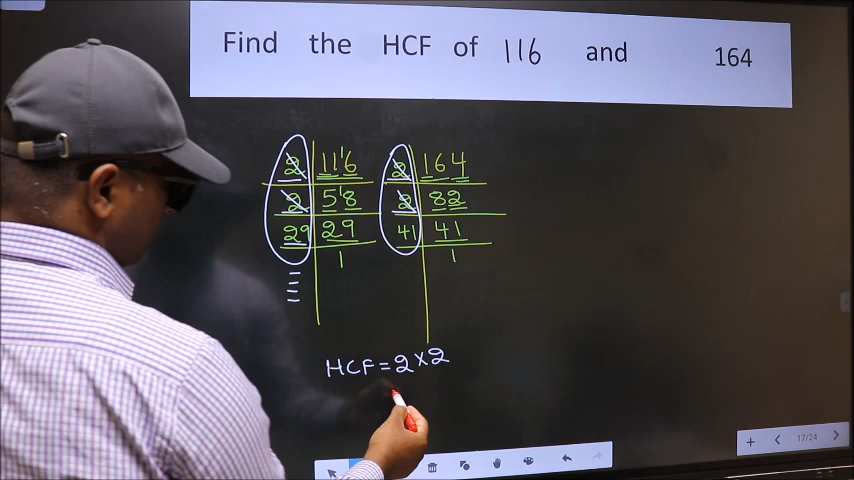 Find the HCF of 116 and 164
2 116 2 164
2 58 2 82
29 29 41 41
1 1
HCF = 2 × 2
17/24